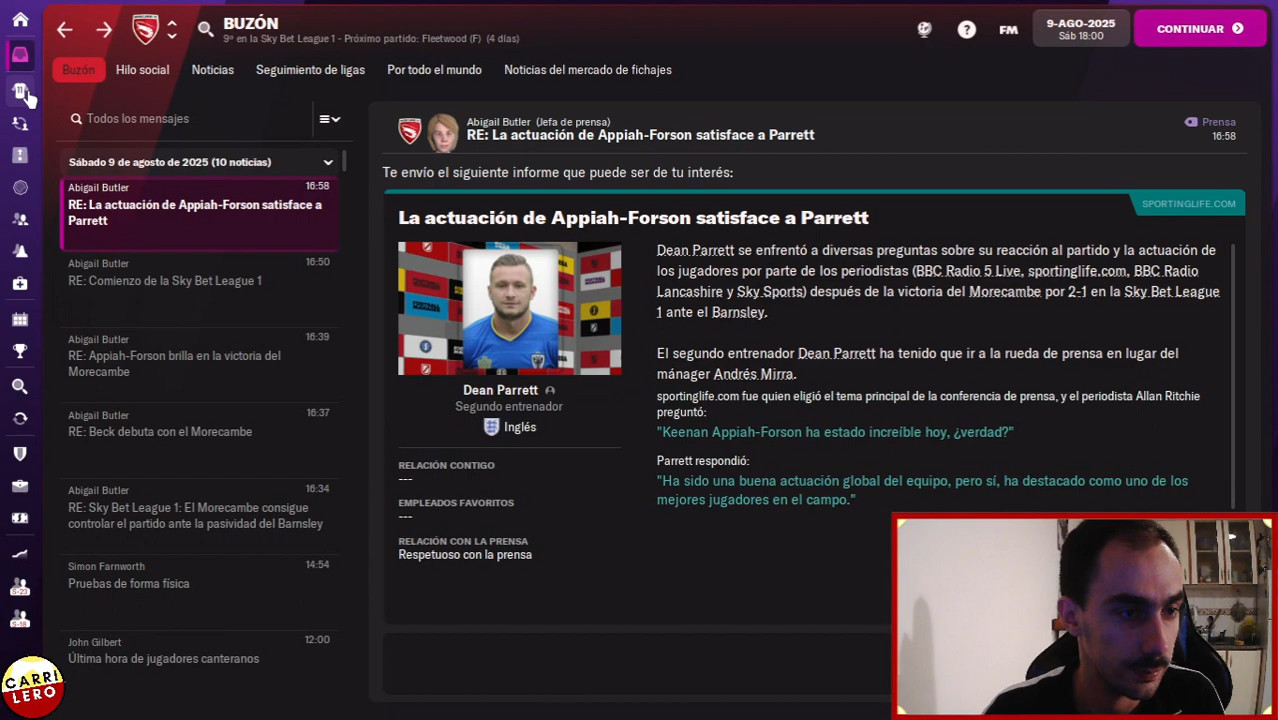 BUZÓN
9ª en la Sky Bet League 1 - Próximo partido: Fleetwood (F) (4 días)
FM
9-AGO-2025
Sáb 18:00
CONTINUAR
Buzón
Hilo social
Noticias
Seguimiento de ligas
Por todo el mundo
Noticias del mercado de fichajes
Todos los mensajes
Sábado 9 de agosto de 2025 (10 noticias)
Abigail Butler
16:58
RE: La actuación de Appiah-Forson satisface a
Parrett
Abigail Butler
16:50
RE: Comienzo de la Sky Bet League 1
Abigail Butler
16:39
RE: Appiah-Forson brilla en la victoria del
Morecambe
Abigail Butler
16:37
RE: Beck debuta con el Morecambe
Abigail Butler
16:34
RE: Sky Bet League 1: El Morecambe consigue
controlar el partido ante la pasividad del Barnsley
Simon Farnworth
14:54
Pruebas de forma física
John Gilbert
12:00
Última hora de jugadores canteranos
S-23
S-18
CARRI
LERO
Abigail Butler (Jefa de prensa)
RE: La actuación de Appiah-Forson satisface a Parrett
Prensa
16:58
Te envío el siguiente informe que puede ser de tu interés:
SPORTINGLIFE.COM
La actuación de Appiah-Forson satisface a Parrett
Dean Parrett
Segundo entrenador
Inglés
RELACIÓN CONTIGO
---
EMPLEADOS FAVORITOS
---
RELACIÓN CON LA PRENSA
Respetuoso con la prensa
Dean Parrett se enfrentó a diversas preguntas sobre su reacción al partido y la actuación de
los jugadores por parte de los periodistas (BBC Radio 5 Live, sportinglife.com, BBC Radio
Lancashire y Sky Sports) después de la victoria del Morecambe por 2-1 en la Sky Bet League
1 ante el Barnsley.
El segundo entrenador Dean Parrett ha tenido que ir a la rueda de prensa en lugar del
mánager Andrés Mirra.
sportinglife.com fue quien eligió el tema principal de la conferencia de prensa, y el periodista Allan Ritchie
preguntó:
"Keenan Appiah-Forson ha estado increíble hoy, ¿verdad?"
Parrett respondió:
"Ha sido una buena actuación global del equipo, pero sí, ha destacado como uno de los
mejores jugadores en el campo."